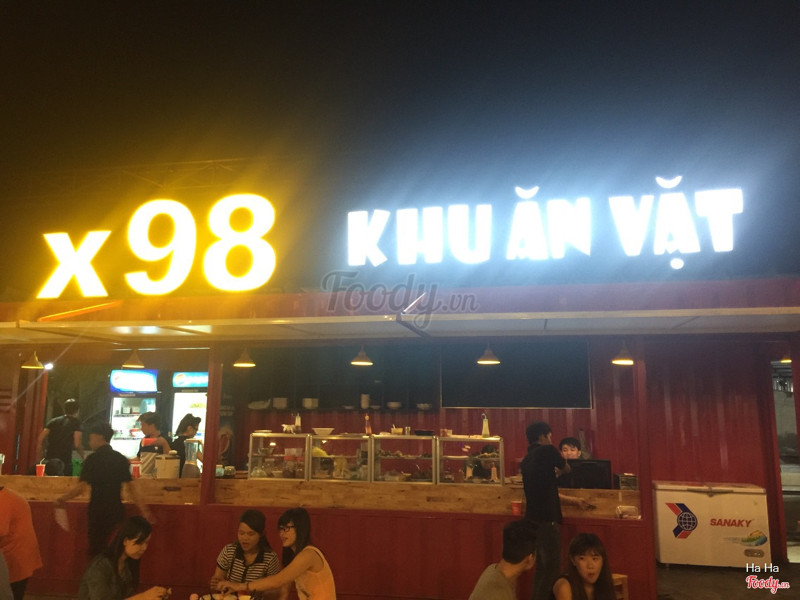 x98 KHU ĂN VẶT
Foody.vn
SANAKY
Ha Ha
Foody.vn